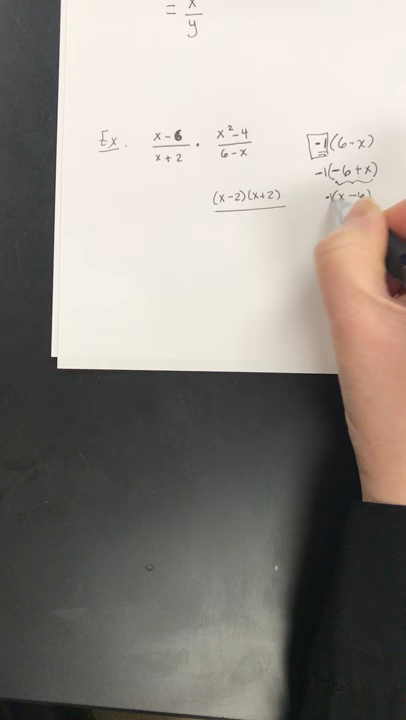 = x/y
Ex. x-6/x+2 · x²-4/6-x
-1(6-x)
-1(-6+x)
(x-2)(x+2)
-1(x-6)